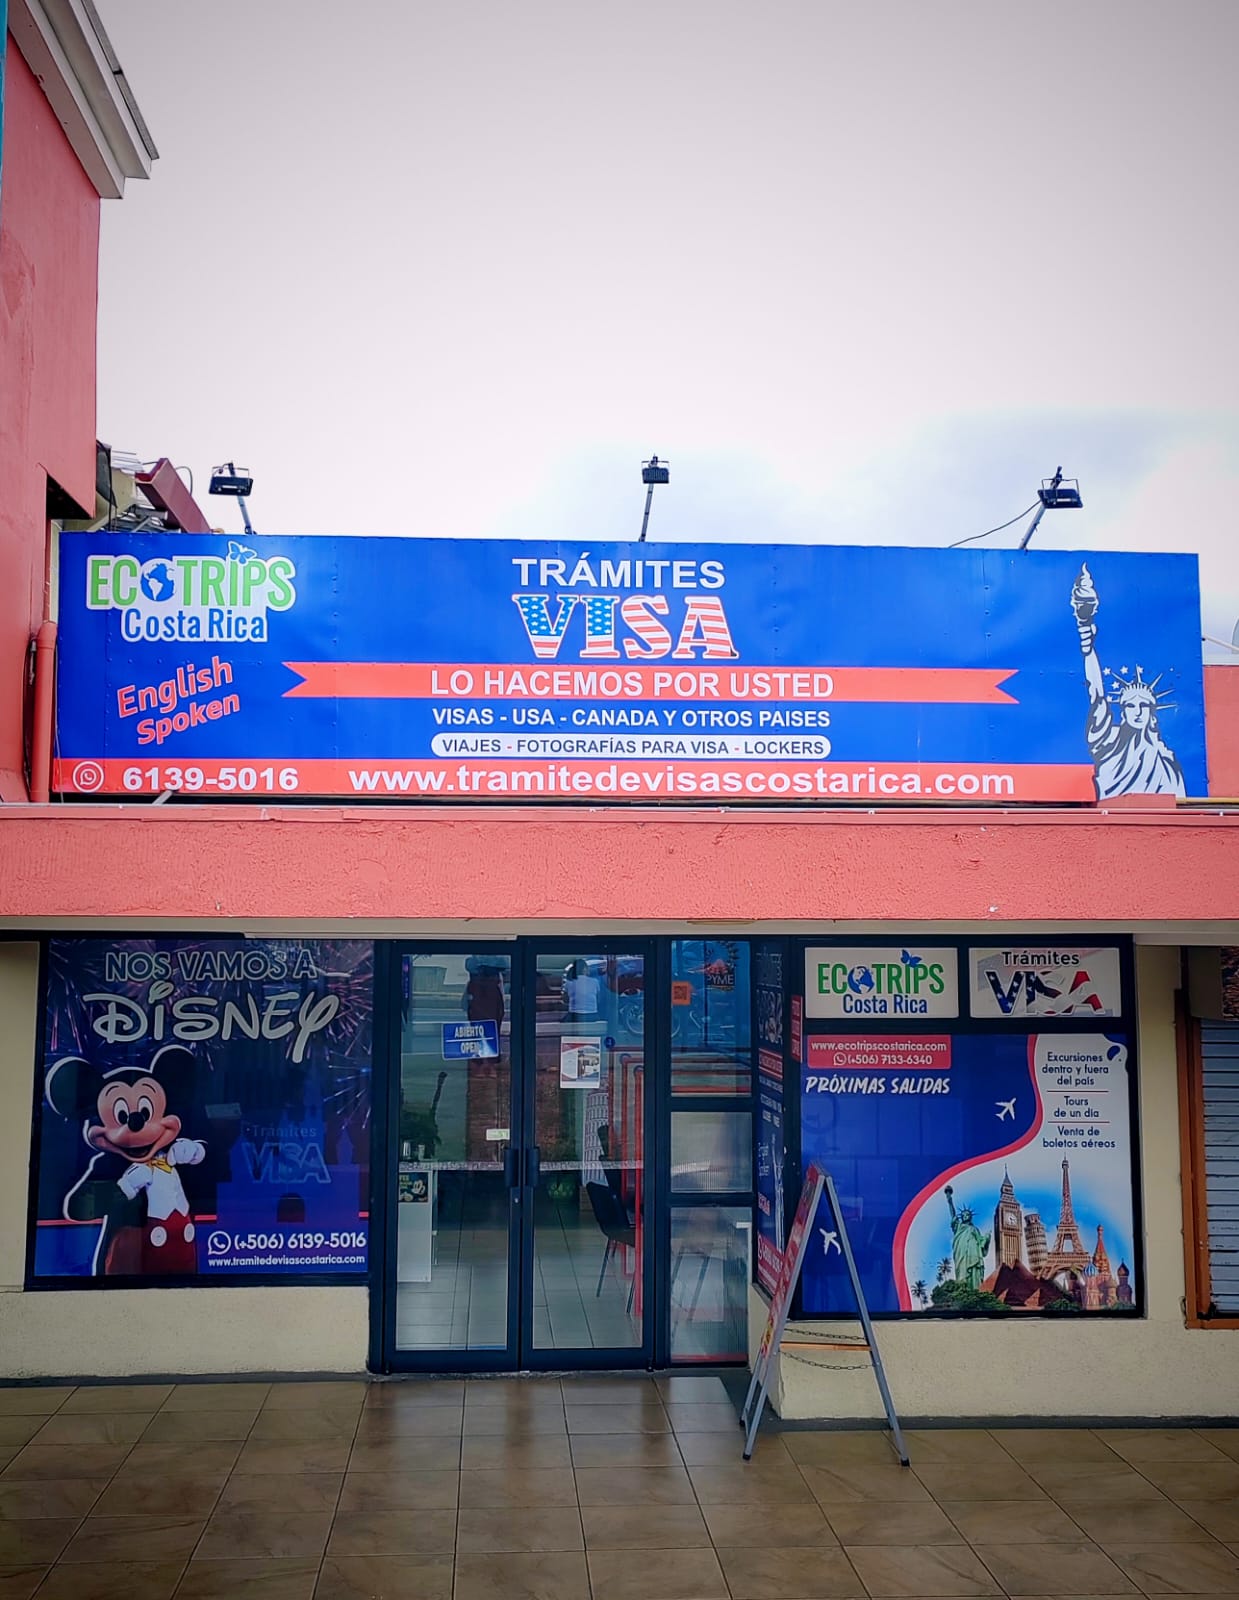 ECOTRIPS
Costa Rica
English
Spoken
TRÁMITES
VISA
LO HACEMOS POR USTED
VISAS - USA - CANADA Y OTROS PAISES
VIAJES - FOTOGRAFÍAS PARA VISA - LOCKERS
6139-5016 www.tramitedevisascostarica.com
NOS VAMOS A
DISNEY
Trámites
VISA
(+506) 6139-5016
www.tramitedevisascostarica.com
ABIERTO
OPEN
PYME
ECOTRIPS
Costa Rica
Trámites
VISA
www.ecotripscostarica.com
(+506) 7133-6340
PRÓXIMAS SALIDAS
Excursiones
dentro y fuera
del país
Tours
de un día
Venta de
boletos aéreos